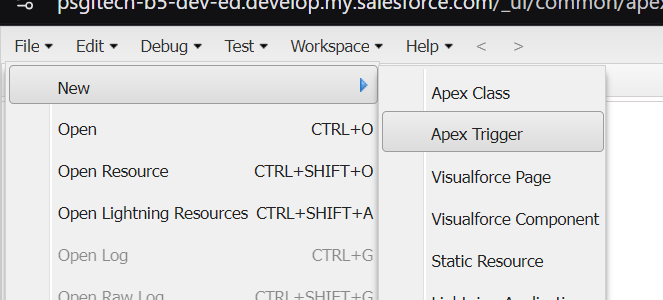 psgitech-b5-dev-ed.develop.my.salesforce.com/_ui/common/apex
File Edit Debug Test Workspace Help < >
New
Open CTRL+O
Open Resource CTRL+SHIFT+O
Open Lightning Resources CTRL+SHIFT+A
Open Log CTRL+G
Open Raw Log CTRL+SHIFT+G
Apex Class
Apex Trigger
Visualforce Page
Visualforce Component
Static Resource
Lightning Application